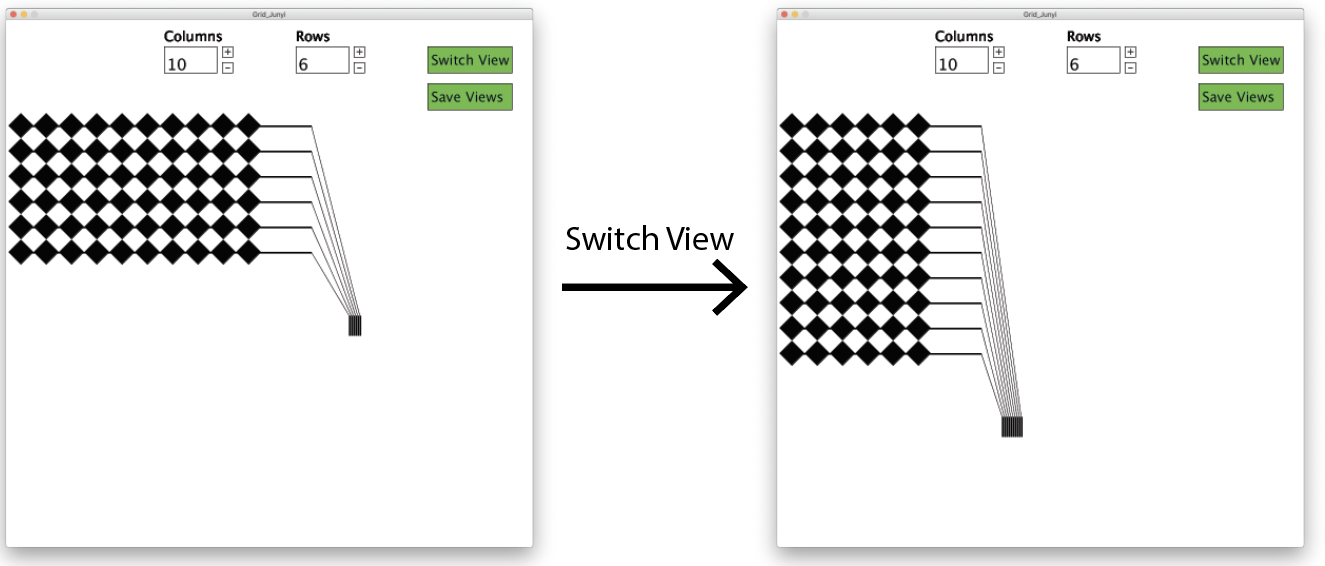 Grid_Junyi
Columns
Rows
10
+
−
6
+
−
Switch View
Save Views
Switch View
Grid_Junyi
Columns
Rows
10
+
−
6
+
−
Switch View
Save Views